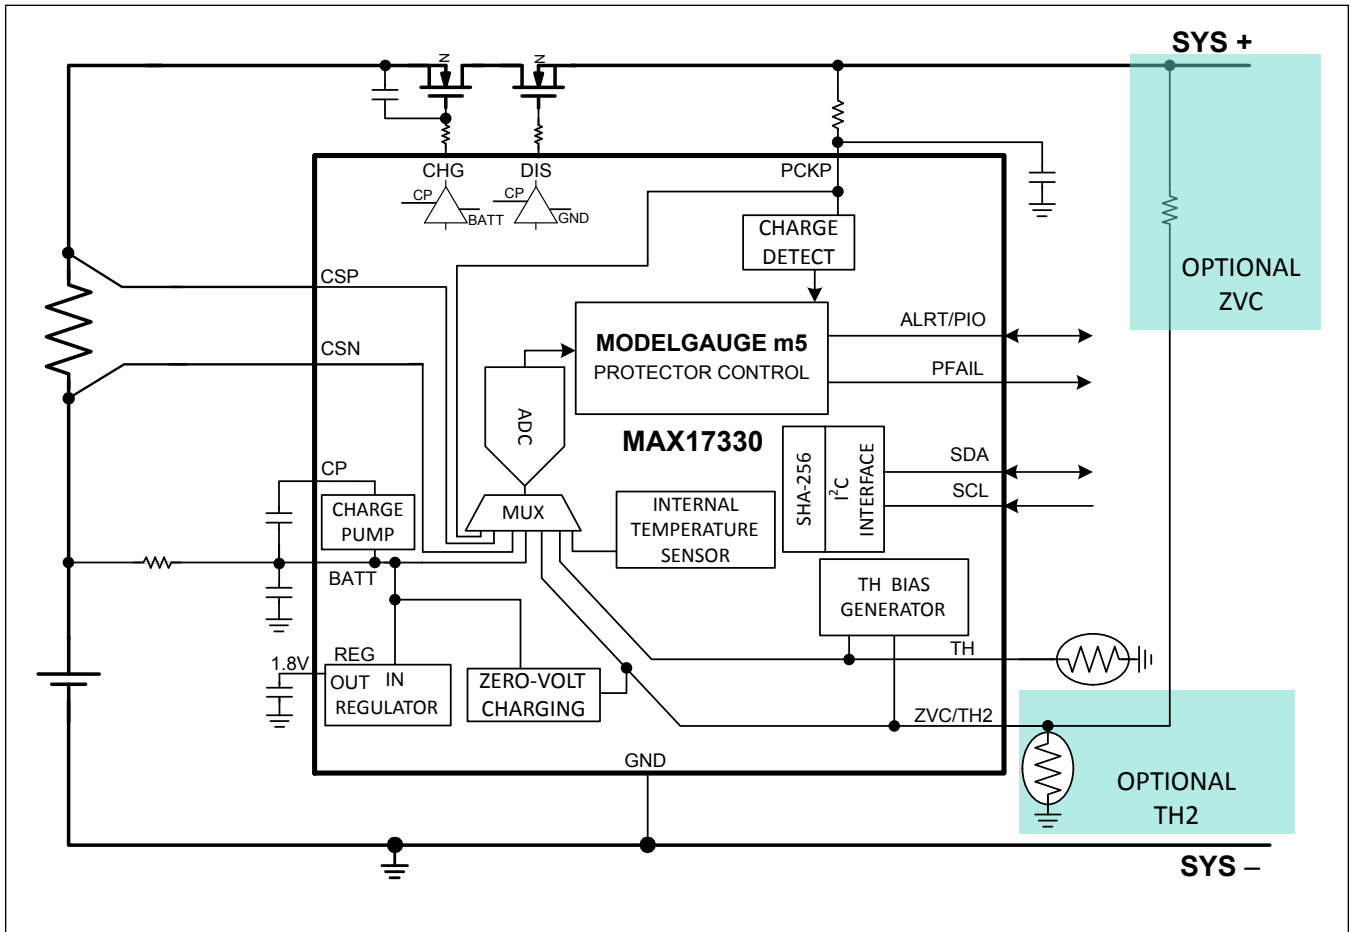 SYS +
N
N
CHG
DIS
PCKP
CP
BATT
CP
GND
CHARGE
DETECT
OPTIONAL
ZVC
CSP
ALRT/PIO
MODELGAUGE m5
PROTECTOR CONTROL
CSN
PFAIL
ADC
MAX17330
SHA-256
I²C
INTERFACE
SDA
SCL
CP
CHARGE
PUMP
MUX
INTERNAL
TEMPERATURE
SENSOR
BATT
TH BIAS
GENERATOR
TH
1.8V
REG
OUT IN
REGULATOR
ZERO-VOLT
CHARGING
ZVC/TH2
GND
OPTIONAL
TH2
SYS –